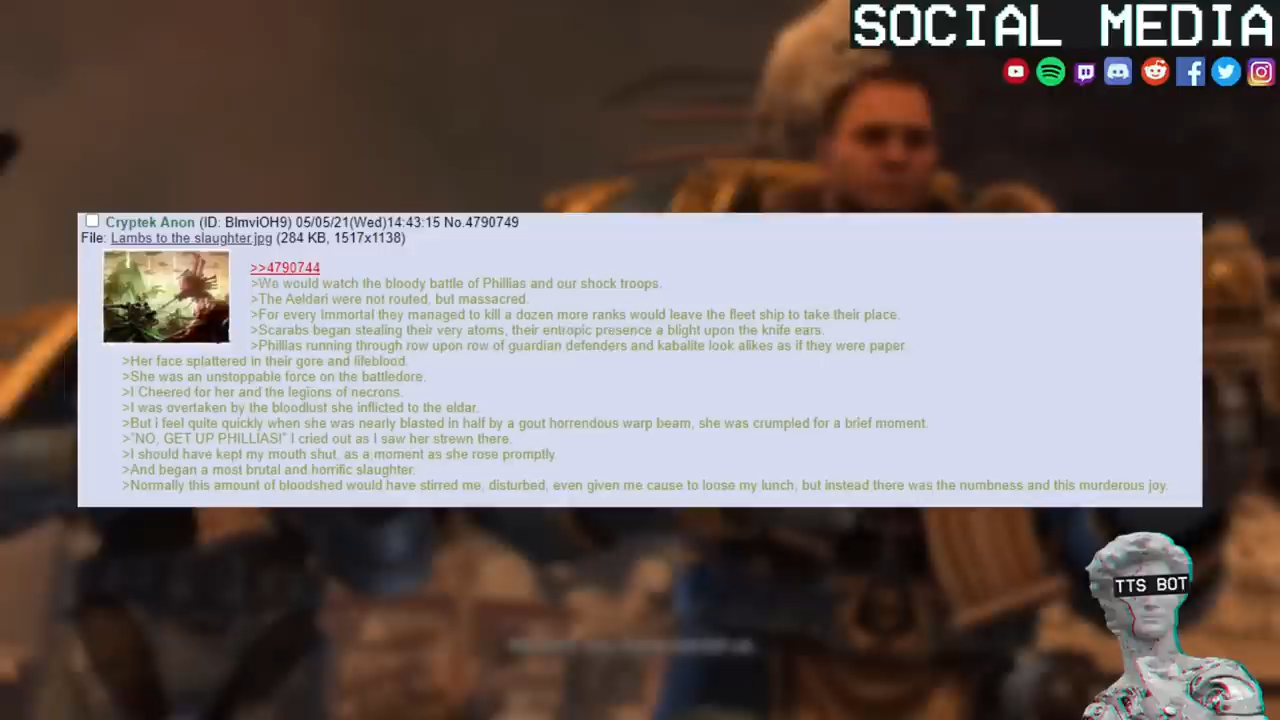 SOCIAL MEDIA
Cryptek Anon (ID: BImviOH9) 05/05/21(Wed)14:43:15 No.4790749
File: Lambs to the slaughter.jpg (284 KB, 1517x1138)
>>4790744
>We would watch the bloody battle of Phillias and our shock troops.
>The Aeldari were not routed, but massacred.
>For every Immortal they managed to kill a dozen more ranks would leave the fleet ship to take their place.
>Scarabs began stealing their very atoms, their entropic presence a blight upon the knife ears.
>Phillias running through row upon row of guardian defenders and kabalite look alikes as if they were paper.
>Her face splattered in their gore and lifeblood.
>She was an unstoppable force on the battledore.
>I Cheered for her and the legions of necrons.
>I was overtaken by the bloodlust she inflicted to the eldar.
>But i feel quite quickly when she was nearly blasted in half by a gout horrendous warp beam, she was crumpled for a brief moment.
>"NO, GET UP PHILLIAS!" I cried out as I saw her strewn there.
>I should have kept my mouth shut, as a moment as she rose promptly.
>And began a most brutal and horrific slaughter.
>Normally this amount of bloodshed would have stirred me, disturbed, even given me cause to loose my lunch, but instead there was the numbness and this murderous joy.
TTS BOT